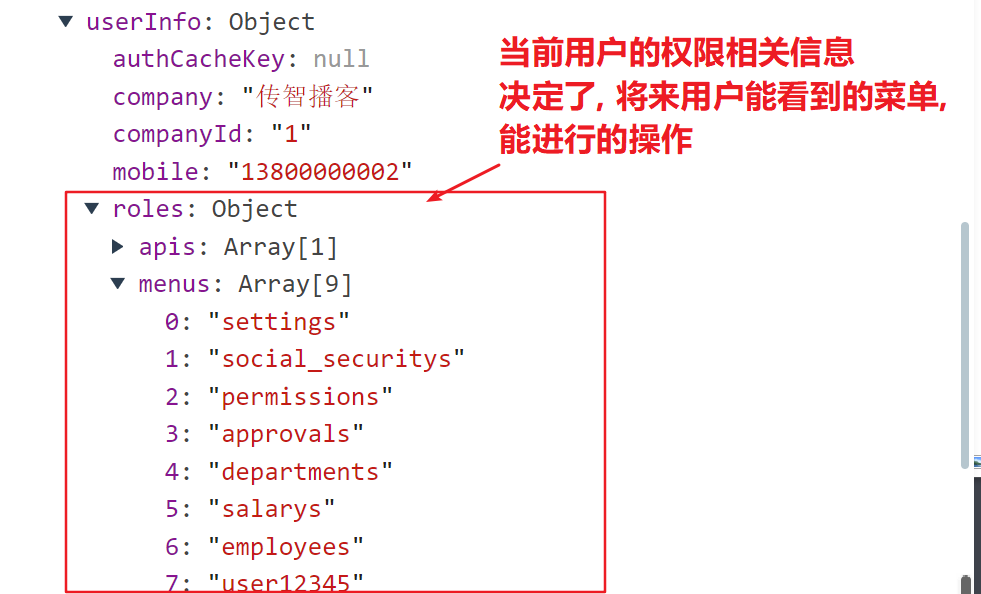 userInfo: Object
authCacheKey: null
company: "传智播客"
companyId: "1"
mobile: "13800000002"
当前用户的权限相关信息
决定了, 将来用户能看到的菜单,
能进行的操作
roles: Object
apis: Array[1]
menus: Array[9]
0: "settings"
1: "social_securitys"
2: "permissions"
3: "approvals"
4: "departments"
5: "salarys"
6: "employees"
7: "user12345"